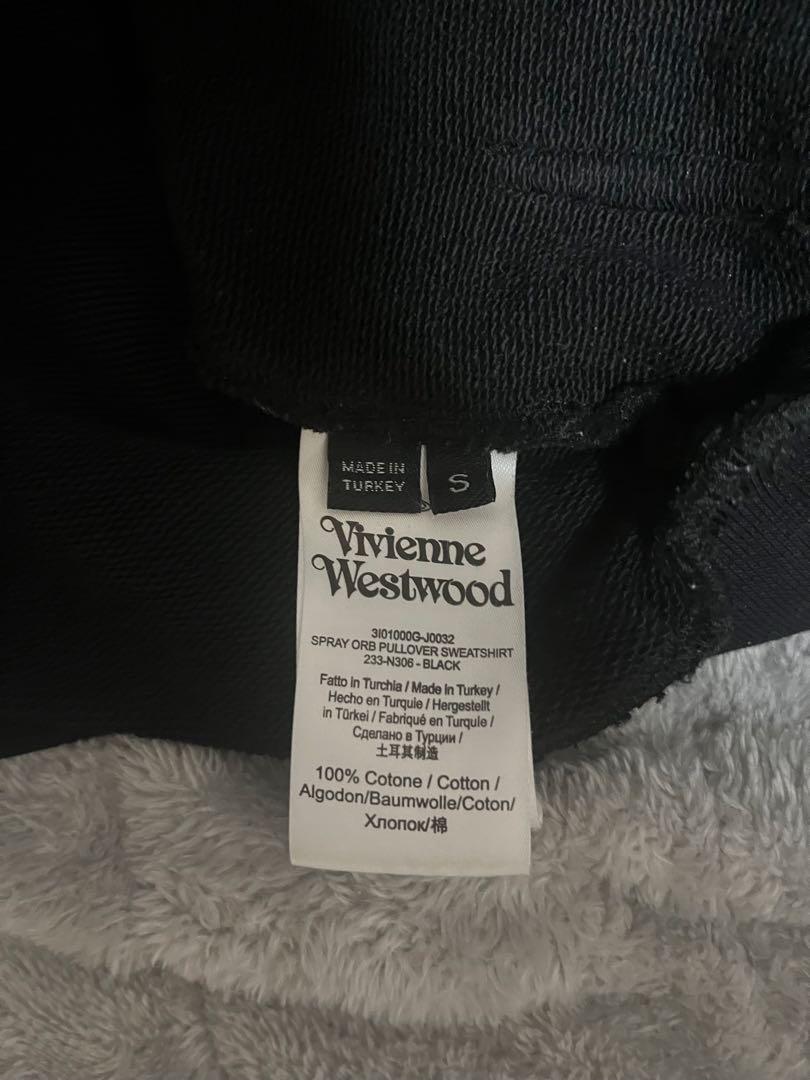 MADE IN
TURKEY
S
Vivienne
Westwood
3I01000G-J0032
SPRAY ORB PULLOVER SWEATSHIRT
233-N306 - BLACK
Fatto in Turchia / Made in Turkey /
Hecho en Turquie / Hergestellt
in Türkei / Fabriqué en Turquie /
Сделано в Турции /
土耳其制造
100% Cotone / Cotton /
Algodon/Baumwolle/Coton/
Хлопок/棉